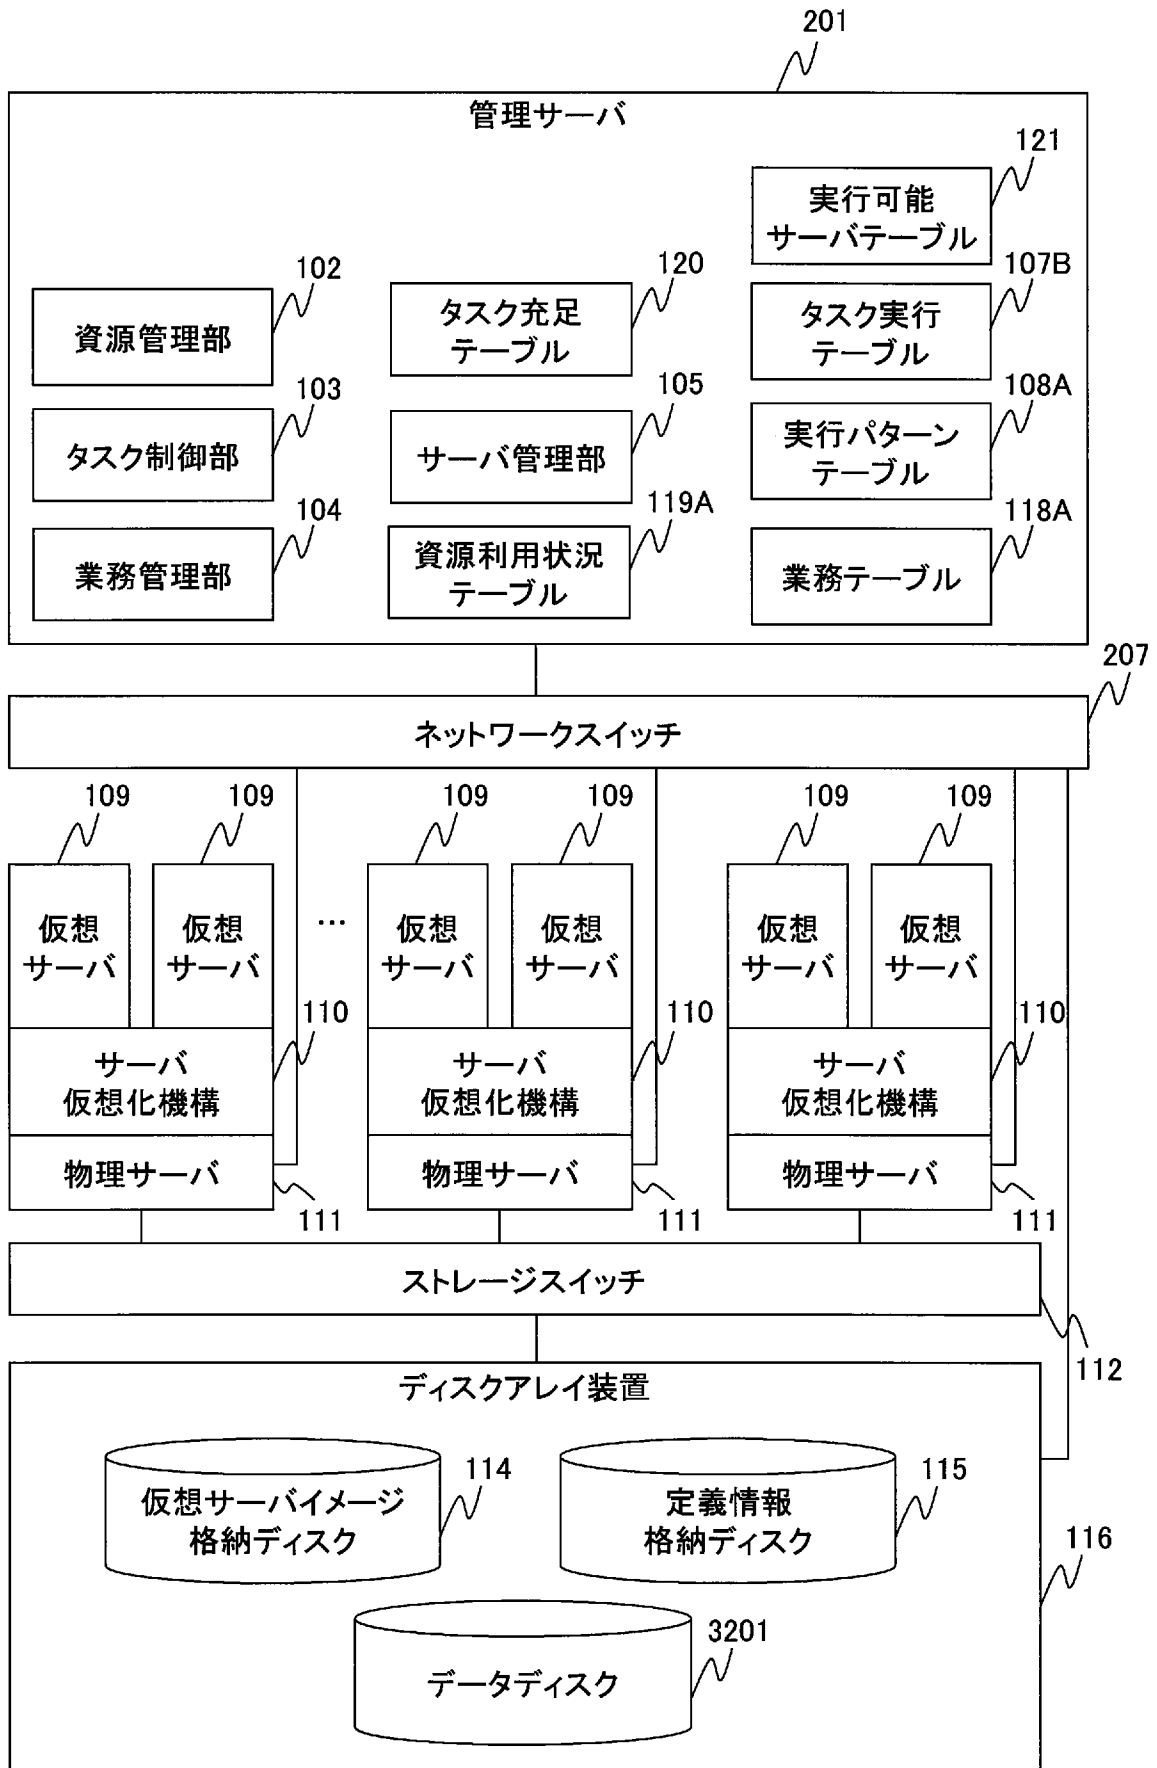 201
管理サーバ
121
実行可能
サーバテーブル
102
120
107B
資源管理部
タスク充足
テーブル
タスク実行
テーブル
103
105
108A
タスク制御部
サーバ管理部
実行パターン
テーブル
104
119A
118A
業務管理部
資源利用状況
テーブル
業務テーブル
207
ネットワークスイッチ
109
109
109
109
109
109
仮想
サーバ
仮想
サーバ
…
仮想
サーバ
仮想
サーバ
仮想
サーバ
仮想
サーバ
110
110
110
サーバ
仮想化機構
サーバ
仮想化機構
サーバ
仮想化機構
物理サーバ
物理サーバ
物理サーバ
111
111
111
ストレージスイッチ
112
ディスクアレイ装置
114
115
仮想サーバイメージ
格納ディスク
定義情報
格納ディスク
116
3201
データディスク